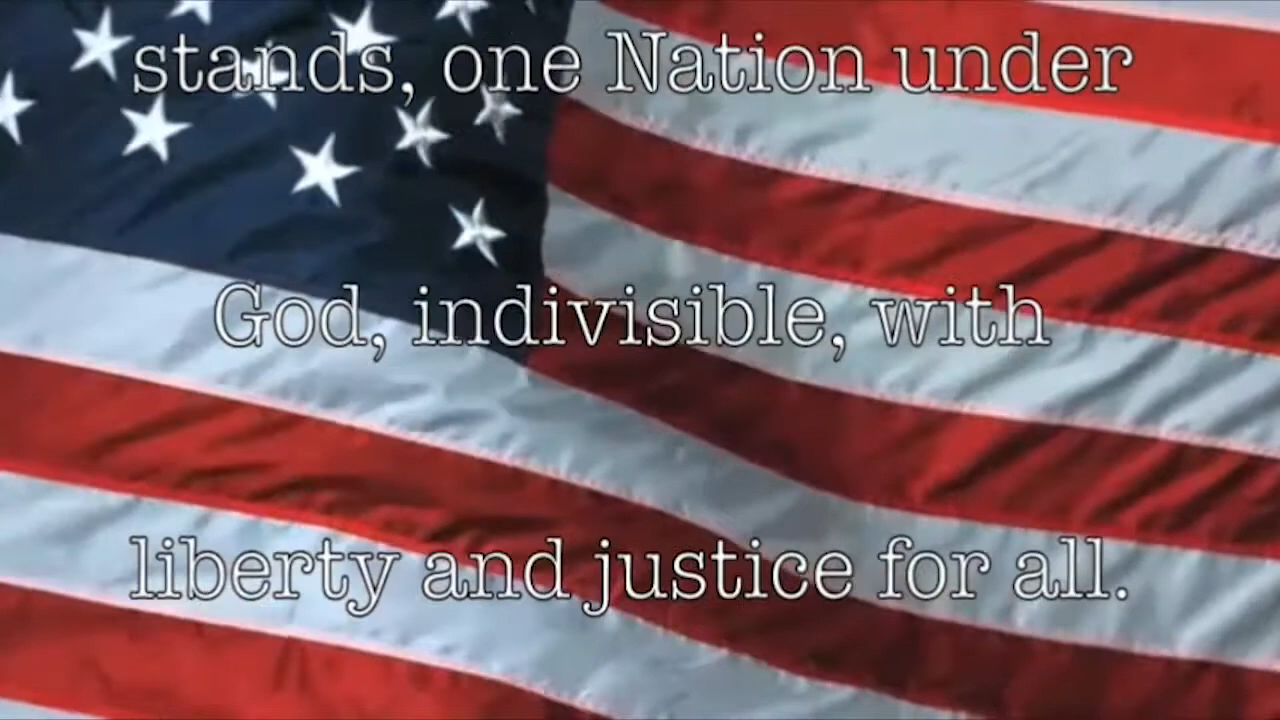 stands, one Nation under
God, indivisible, with
liberty and justice for all.